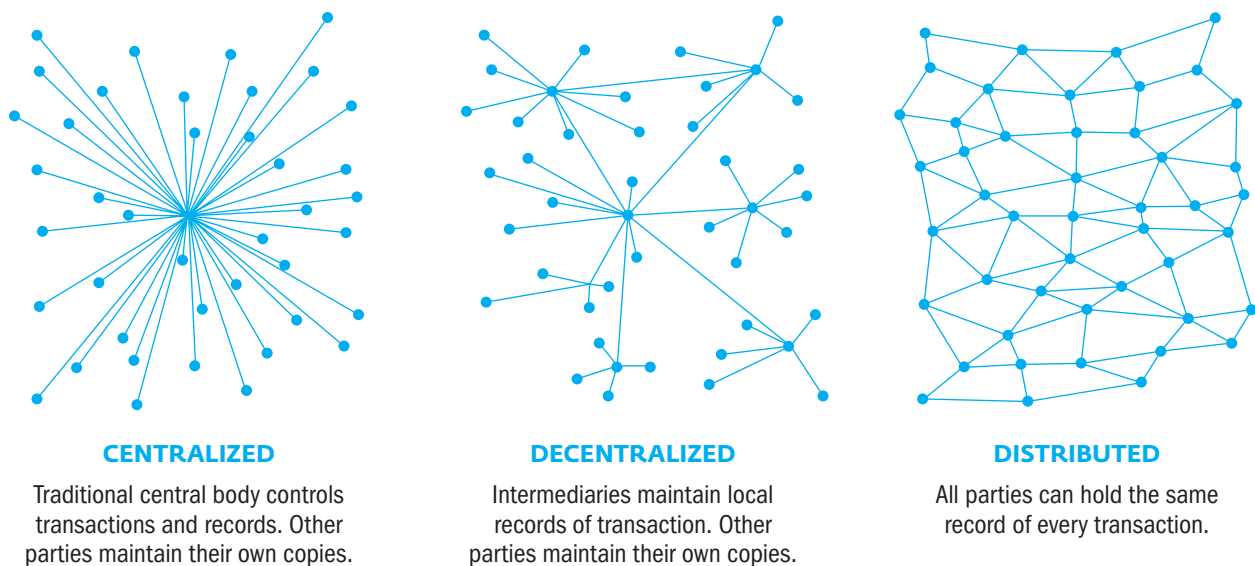 CENTRALIZED
Traditional central body controls
transactions and records. Other
parties maintain their own copies.
DECENTRALIZED
Intermediaries maintain local
records of transaction. Other
parties maintain their own copies.
DISTRIBUTED
All parties can hold the same
record of every transaction.